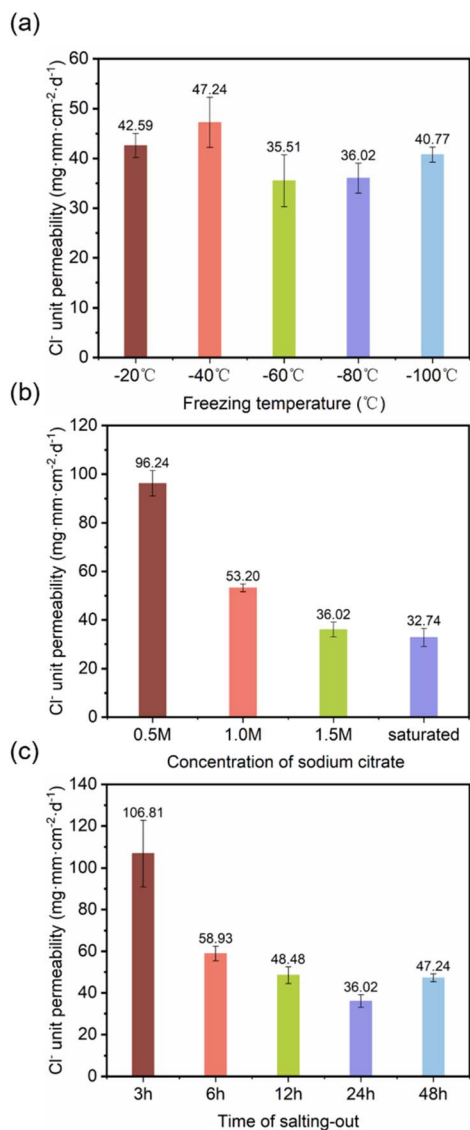 (a)
Cl⁻ unit permeability (mg·mm·cm⁻²·d⁻¹)
60
50
40
30
20
10
0
42.59
47.24
35.51
36.02
40.77
-20℃
-40℃
-60℃
-80℃
-100℃
Freezing temperature (℃)
(b)
Cl⁻ unit permeability (mg·mm·cm⁻²·d⁻¹)
120
100
80
60
40
20
0
96.24
53.20
36.02
32.74
0.5M
1.0M
1.5M
saturated
Concentration of sodium citrate
(c)
Cl⁻ unit permeability (mg·mm·cm⁻²·d⁻¹)
140
120
100
80
60
40
20
0
106.81
58.93
48.48
36.02
47.24
3h
6h
12h
24h
48h
Time of salting-out